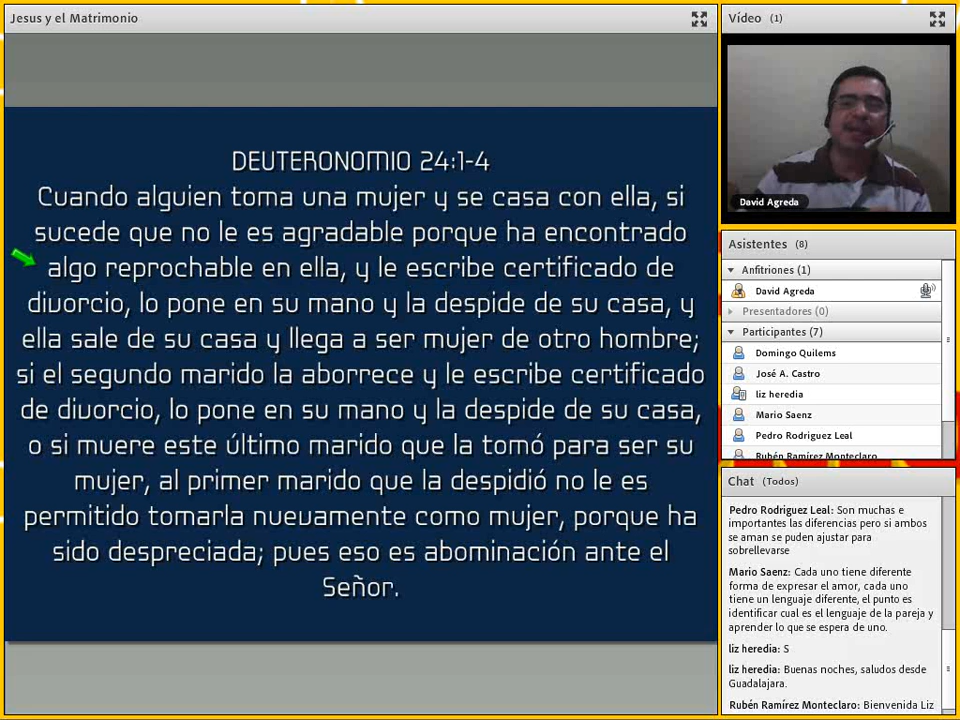 Jesus y el Matrimonio
DEUTERONOMIO 24:1-4
Cuando alguien toma una mujer y se casa con ella, si
sucede que no le es agradable porque ha encontrado
algo reprochable en ella, y le escribe certificado de
divorcio, lo pone en su mano y la despide de su casa, y
ella sale de su casa y llega a ser mujer de otro hombre;
si el segundo marido la aborrece y le escribe certificado
de divorcio, lo pone en su mano y la despide de su casa,
o si muere este último marido que la tomó para ser su
mujer, al primer marido que la despidió no le es
permitido tomarla nuevamente como mujer, porque ha
sido despreciada; pues eso es abominación ante el
Señor.
Vídeo (1)
David Agreda
Asistentes (8)
Anfitriones (1)
David Agreda
Presentadores (0)
Participantes (7)
Domingo Quilems
José A. Castro
liz heredia
Mario Saenz
Pedro Rodriguez Leal
Rubén Ramírez Monteclaro
Chat (Todos)
Pedro Rodriguez Leal: Son muchas e
importantes las diferencias pero si ambos
se aman se puden ajustar para
sobrellevarse
Mario Saenz: Cada uno tiene diferente
forma de expresar el amor, cada uno
tiene un lenguaje diferente, el punto es
identificar cual es el lenguaje de la pareja y
aprender lo que se espera de uno.
liz heredia: S
liz heredia: Buenas noches, saludos desde
Guadalajara.
Rubén Ramírez Monteclaro: Bienvenida Liz